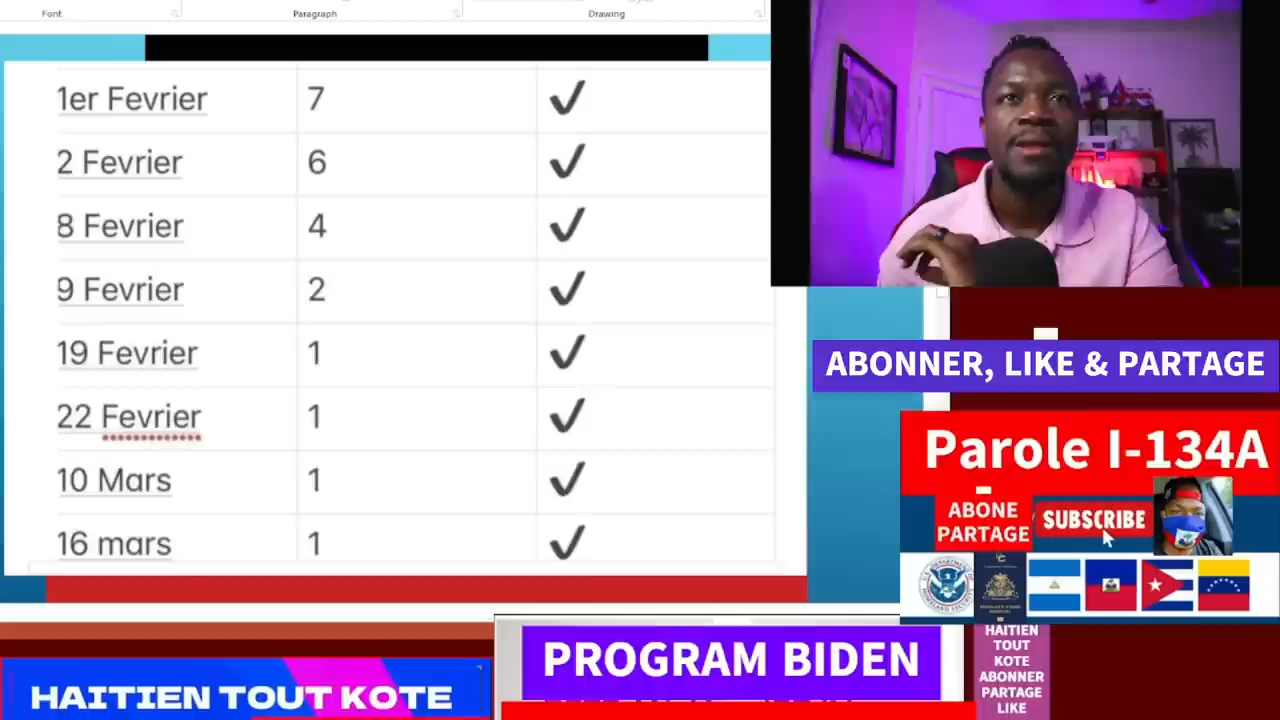 Font
Paragraph
Drawing
1er Fevrier 7 ✔
2 Fevrier 6 ✔
8 Fevrier 4 ✔
9 Fevrier 2 ✔
19 Fevrier 1 ✔
22 Fevrier 1 ✔
10 Mars 1 ✔
16 mars 1 ✔
ABONNER, LIKE & PARTAGE
Parole I-134A
ABONE
PARTAGE
SUBSCRIBE
PROGRAM BIDEN
HAITIEN TOUT KOTE
HAITIEN
TOUT
KOTE
ABONNER
PARTAGE
LIKE